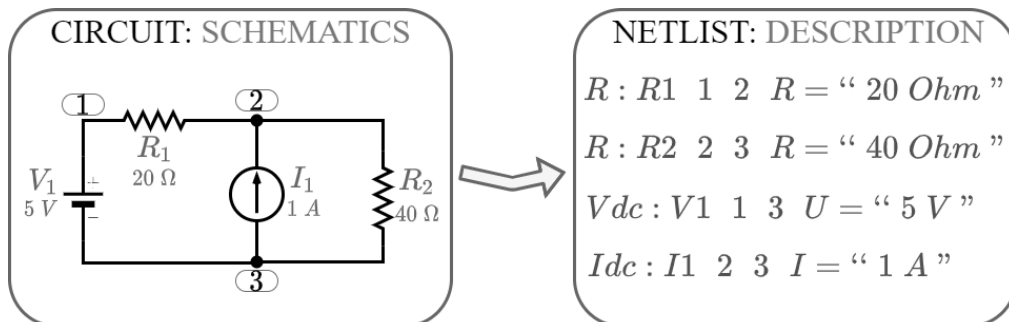 CIRCUIT: SCHEMATICS
1
2
R1
20 Ω
V1
5 V
+
−
I1
1 A
R2
40 Ω
3
NETLIST: DESCRIPTION
R : R1 1 2 R = “ 20 Ohm ”
R : R2 2 3 R = “ 40 Ohm ”
Vdc : V1 1 3 U = “ 5 V ”
Idc : I1 2 3 I = “ 1 A ”